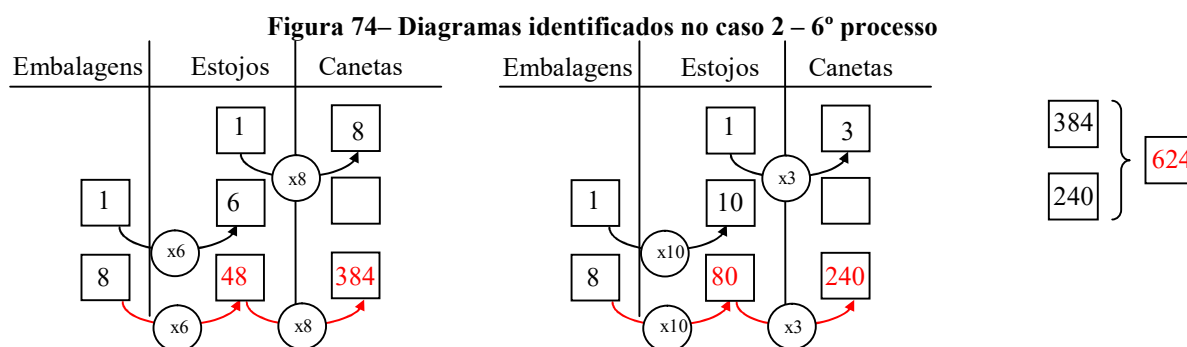 Figura 74– Diagramas identificados no caso 2 – 6º processo
Embalagens Estojos Canetas
1 8
x8
1 6
x6
8 48 384
x6 x8
Embalagens Estojos Canetas
1 3
x3
1 10
x10
8 80 240
x10 x3
384
240
624